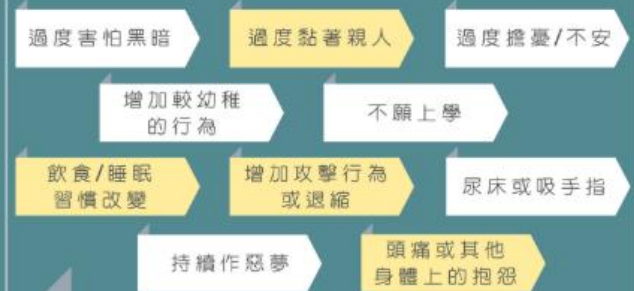 過度害怕黑暗
過度黏著親人
過度擔憂/不安
增加較幼稚
的行為
不願上學
飲食/睡眠
習慣改變
增加攻擊行為
或退縮
尿床或吸手指
持續作惡夢
頭痛或其他
身體上的抱怨